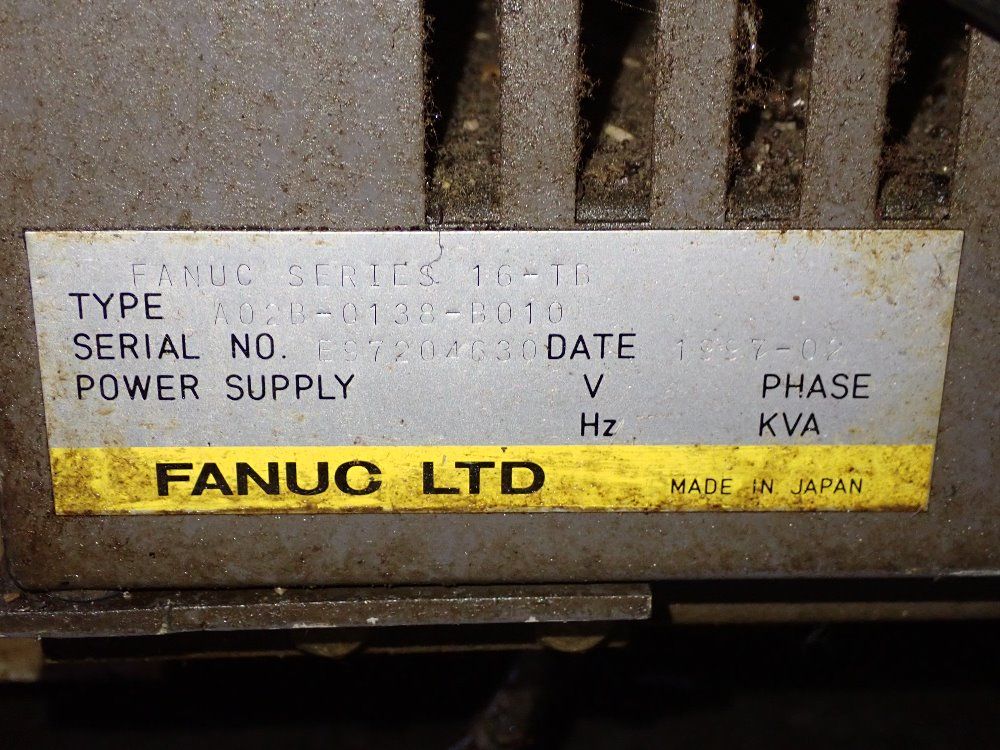 FANUC SERIES 16-TB
TYPE A02B-0138-B010
SERIAL NO. E97204630 DATE 1997-02
POWER SUPPLY V PHASE
Hz KVA
FANUC LTD MADE IN JAPAN